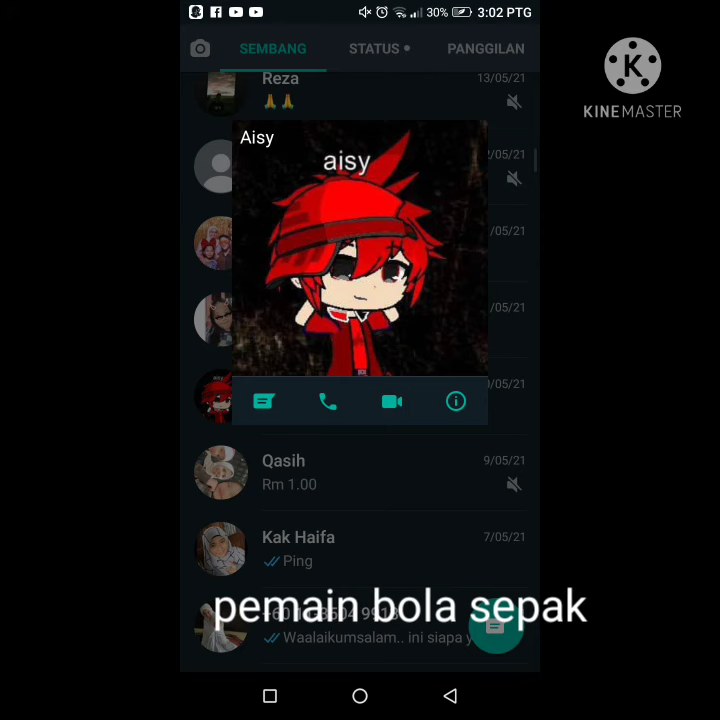 30% 3:02 PTG
SEMBANG STATUS PANGGILAN
K
KINEMASTER
Reza 13/05/21
Aisy
aisy
2/05/21
/05/21
/05/21
0/05/21
Qasih 9/05/21
Rm 1.00
Kak Haifa 7/05/21
Ping
pemain bola sepak
Waalaikumsalam.. ini siapa y